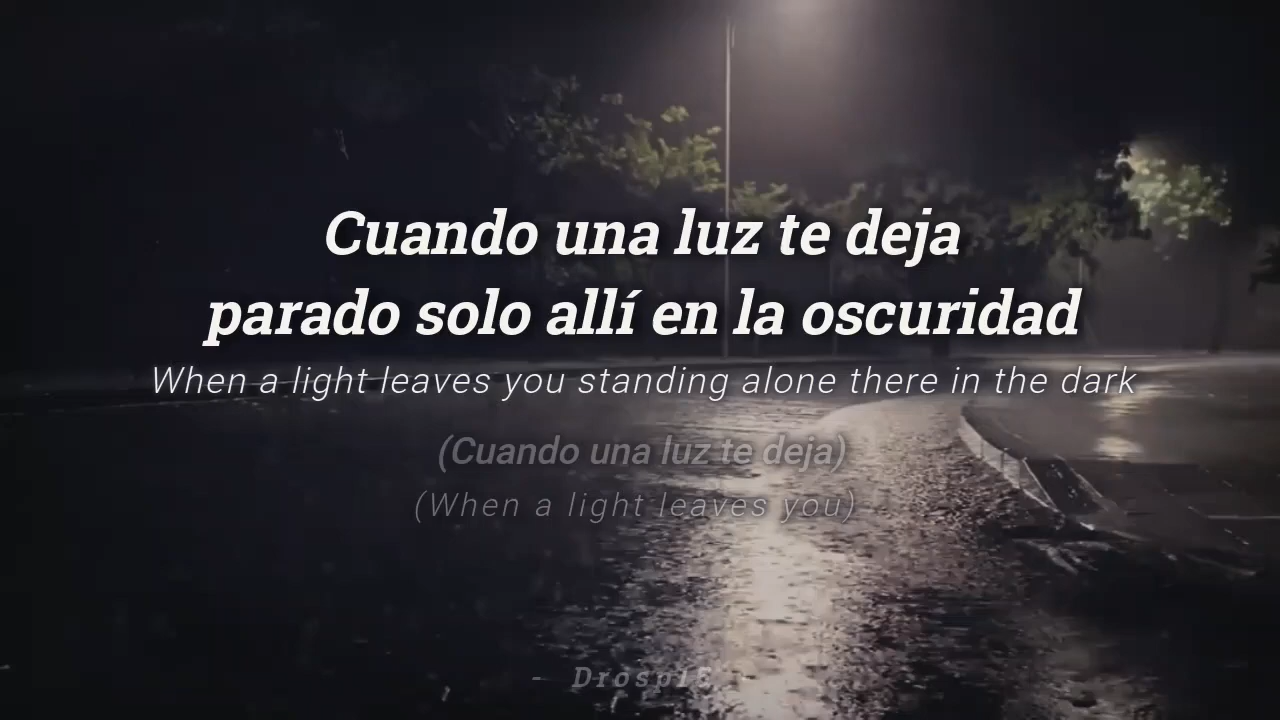 Cuando una luz te deja
parado solo allí en la oscuridad
When a light leaves you standing alone there in the dark
(Cuando una luz te deja)
(When a light leaves you)
- DrospiE